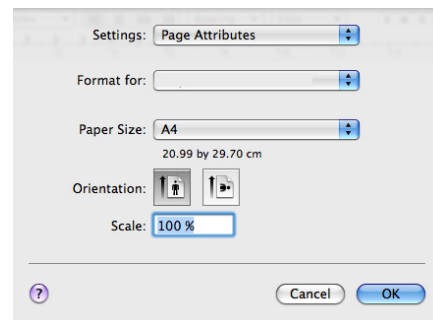 Settings: Page Attributes
Format for:
Paper Size: A4
20.99 by 29.70 cm
Orientation:
Scale: 100 %
? Cancel OK